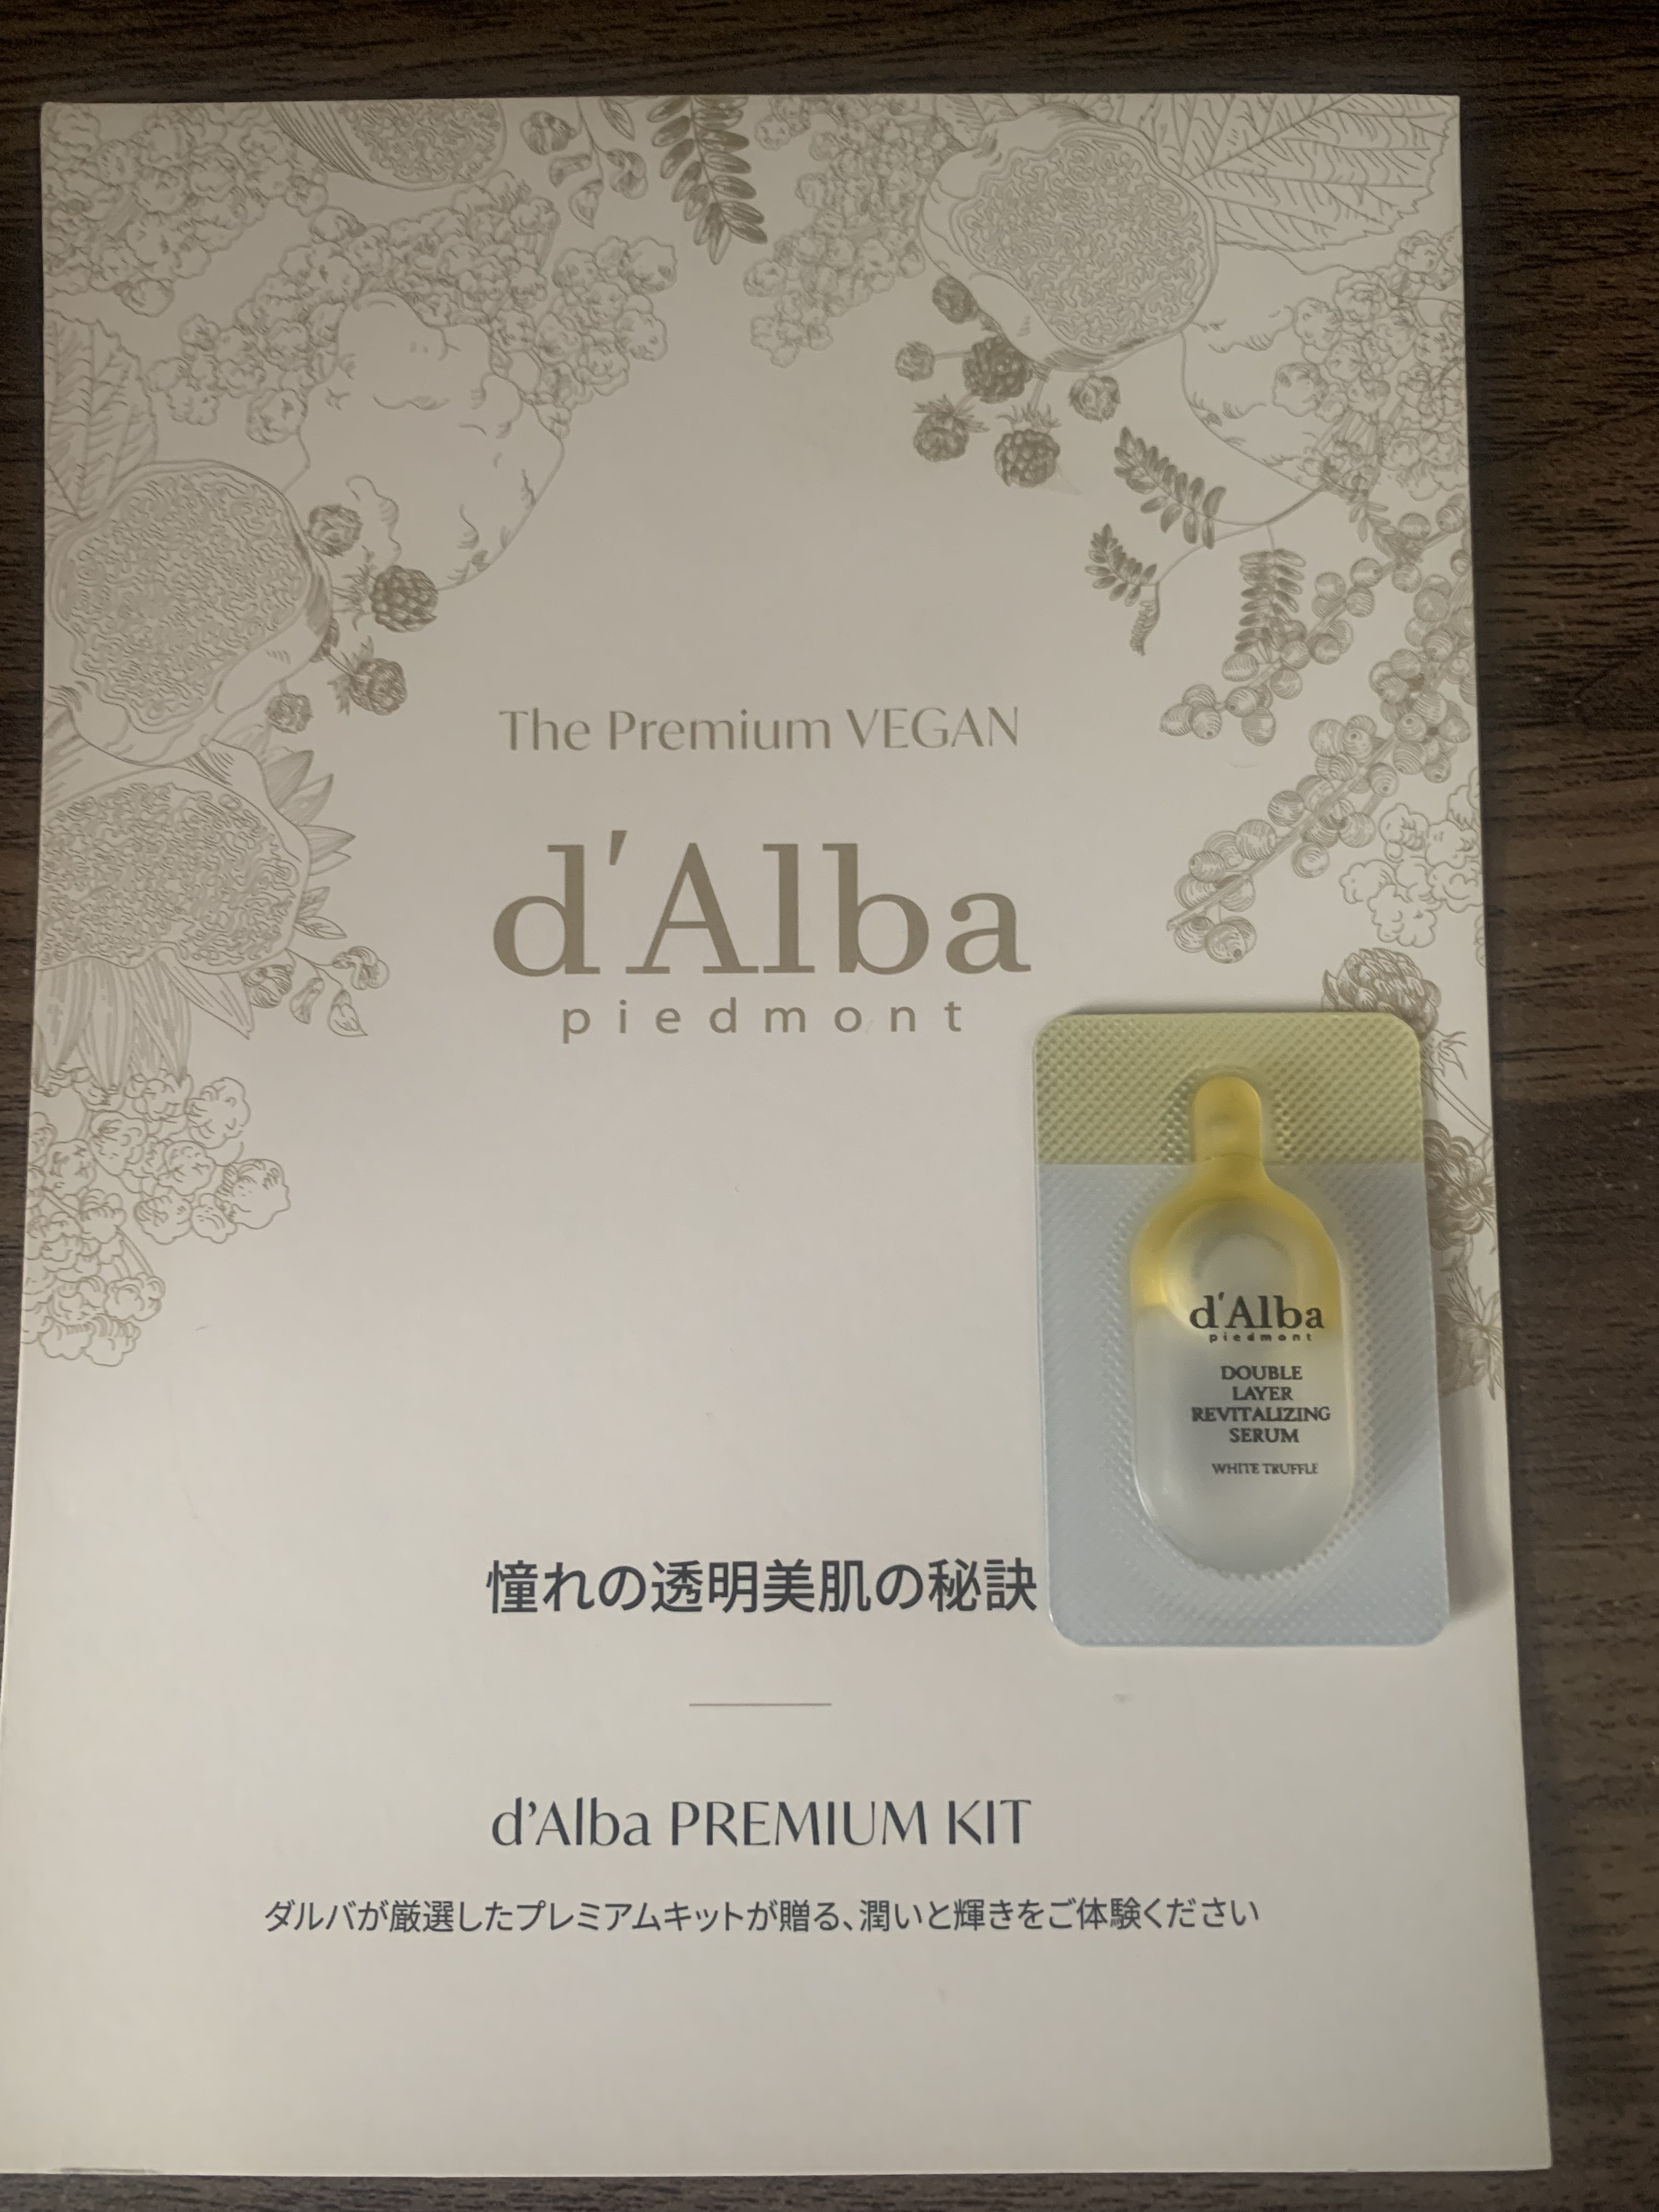 The Premium VEGAN
d'Alba
piedmont
d'Alba
piedmont
DOUBLE
LAYER
REVITALIZING
SERUM
WHITE TRUFFLE
憧れの透明美肌の秘訣
d'Alba PREMIUM KIT
ダルバが厳選したプレミアムキットが贈る、潤いと輝きをご体験ください